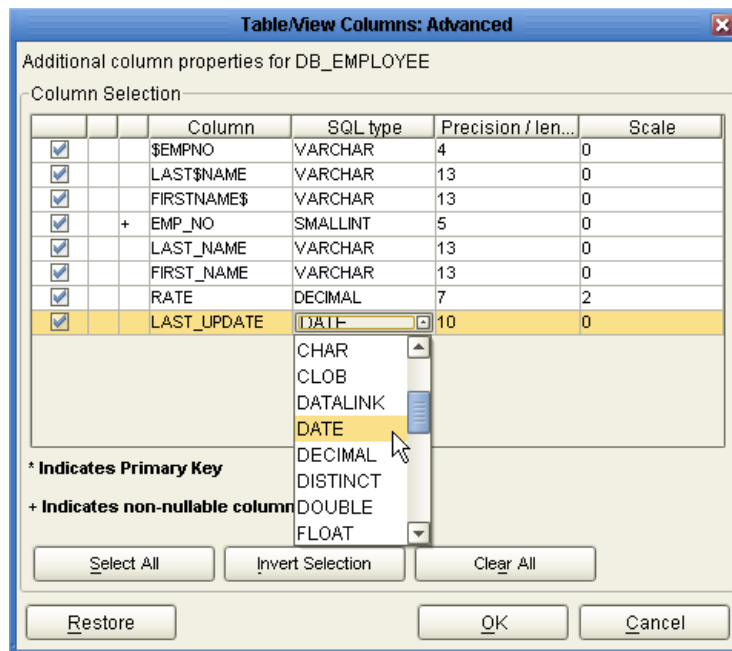 Table/View Columns: Advanced
Additional column properties for DB_EMPLOYEE
Column Selection
Column SQL type Precision / len... Scale
$EMPNO VARCHAR 4 0
LAST$NAME VARCHAR 13 0
FIRSTNAME$ VARCHAR 13 0
+ EMP_NO SMALLINT 5 0
LAST_NAME VARCHAR 13 0
FIRST_NAME VARCHAR 13 0
RATE DECIMAL 7 2
LAST_UPDATE DATE 10 0
CHAR
CLOB
DATALINK
DATE
DECIMAL
DISTINCT
DOUBLE
FLOAT
* Indicates Primary Key
+ Indicates non-nullable column
Select All Invert Selection Clear All
Restore OK Cancel